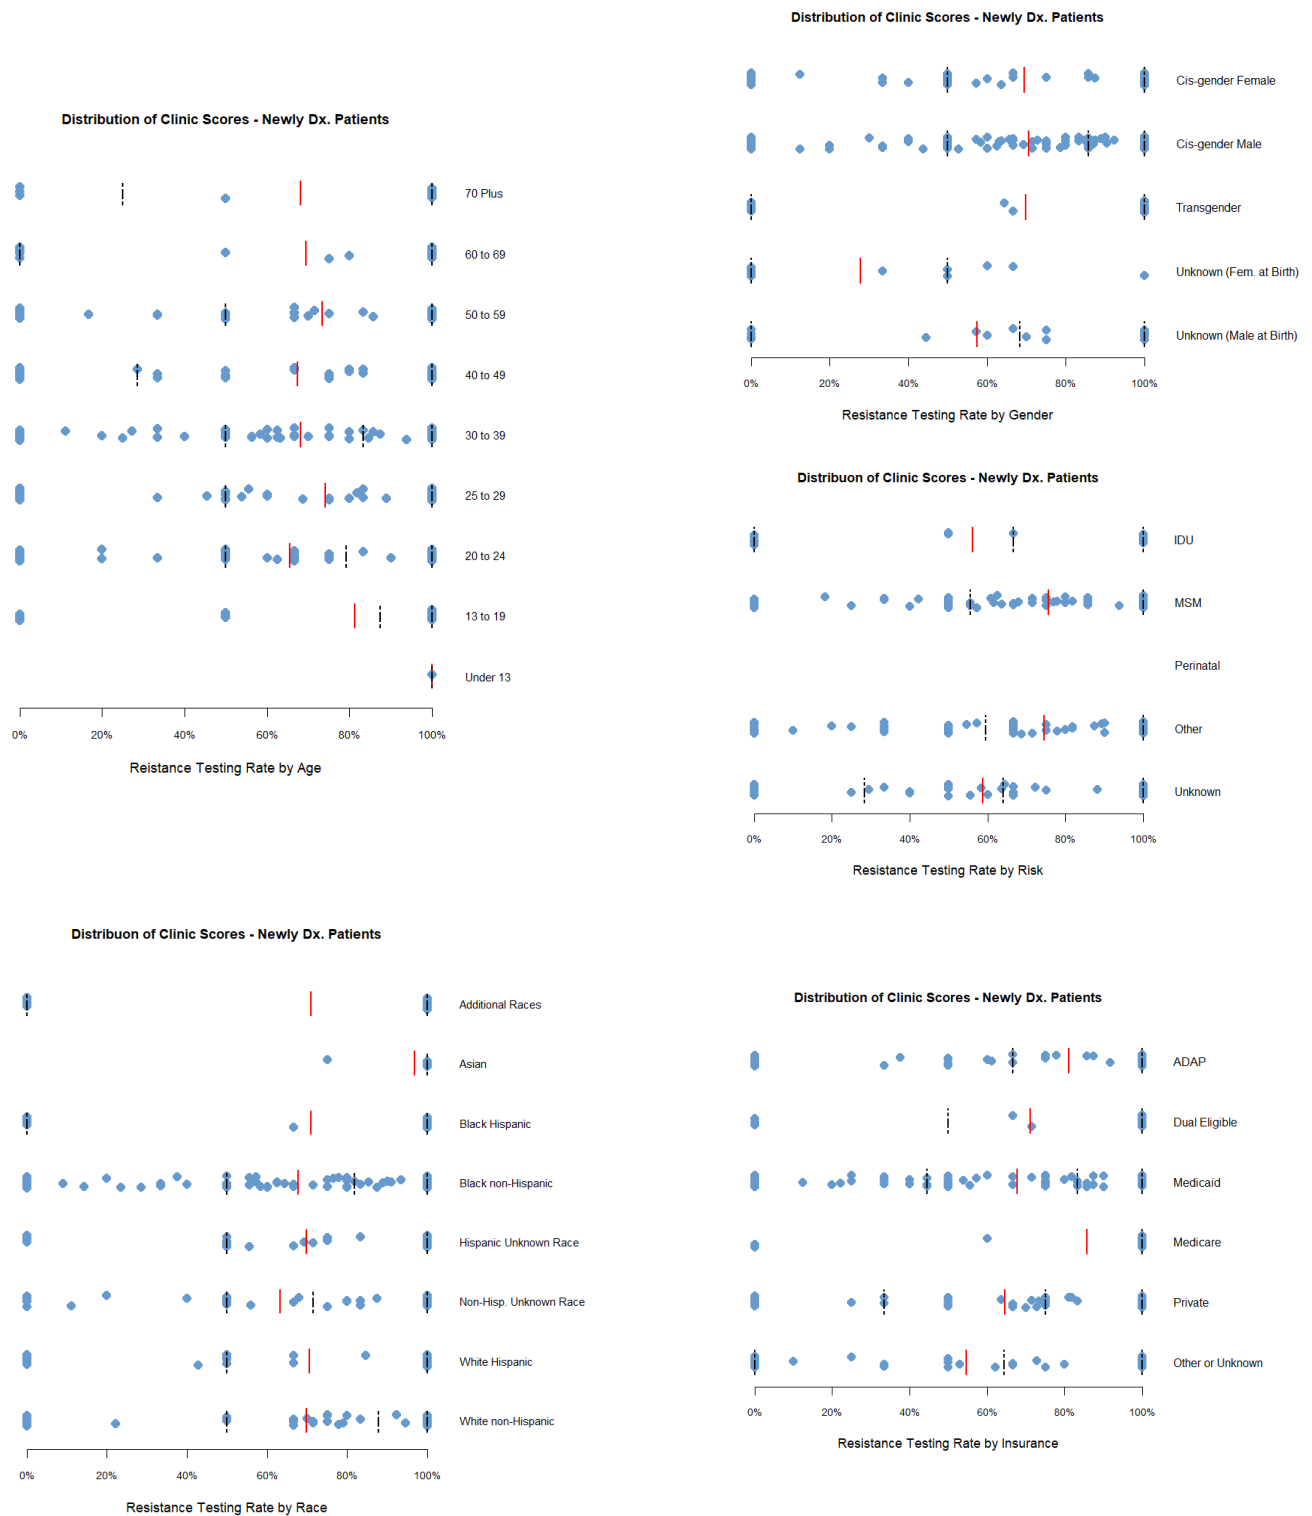 Distribution of Clinic Scores - Newly Dx. Patients
70 Plus
60 to 69
50 to 59
40 to 49
30 to 39
25 to 29
20 to 24
13 to 19
Under 13
0% 20% 40% 60% 80% 100%
Reistance Testing Rate by Age
Distribution of Clinic Scores - Newly Dx. Patients
Cis-gender Female
Cis-gender Male
Transgender
Unknown (Fem. at Birth)
Unknown (Male at Birth)
0% 20% 40% 60% 80% 100%
Resistance Testing Rate by Gender
Distribuon of Clinic Scores - Newly Dx. Patients
IDU
MSM
Perinatal
Other
Unknown
0% 20% 40% 60% 80% 100%
Resistance Testing Rate by Risk
Distribuon of Clinic Scores - Newly Dx. Patients
Additional Races
Asian
Black Hispanic
Black non-Hispanic
Hispanic Unknown Race
Non-Hisp. Unknown Race
White Hispanic
White non-Hispanic
0% 20% 40% 60% 80% 100%
Resistance Testing Rate by Race
Distribution of Clinic Scores - Newly Dx. Patients
ADAP
Dual Eligible
Medicaid
Medicare
Private
Other or Unknown
0% 20% 40% 60% 80% 100%
Resistance Testing Rate by Insurance